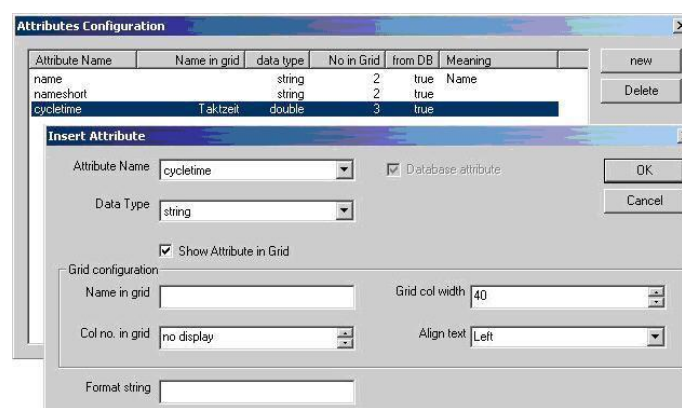 Attributes Configuration
Attribute Name Name in grid data type No in Grid from DB Meaning
new
name string 2 true Name
nameshort string 2 true
Delete
cycletime Taktzeit double 3 true
Insert Attribute
Attribute Name cycletime Database attribute OK
Data Type string Cancel
Show Attribute in Grid
Grid configuration
Name in grid Grid col width 40
Col no. in grid no display Align text Left
Format string